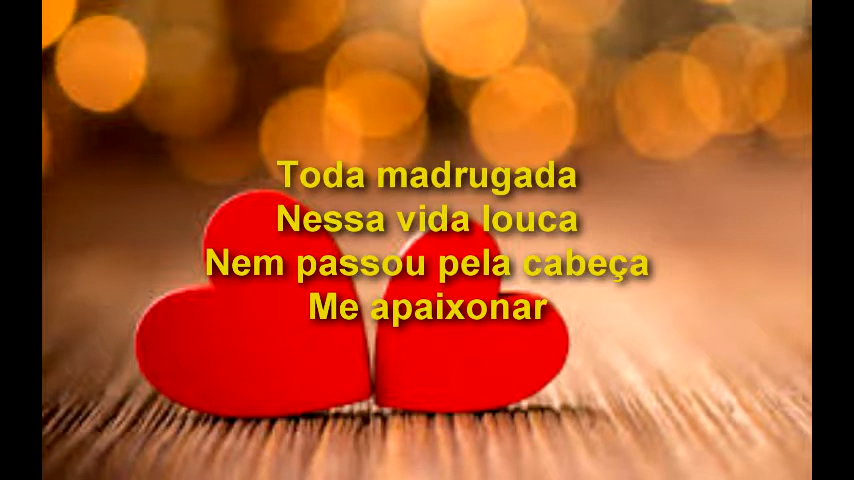 Toda madrugada
Nessa vida louca
Nem passou pela cabeça
Me apaixonar